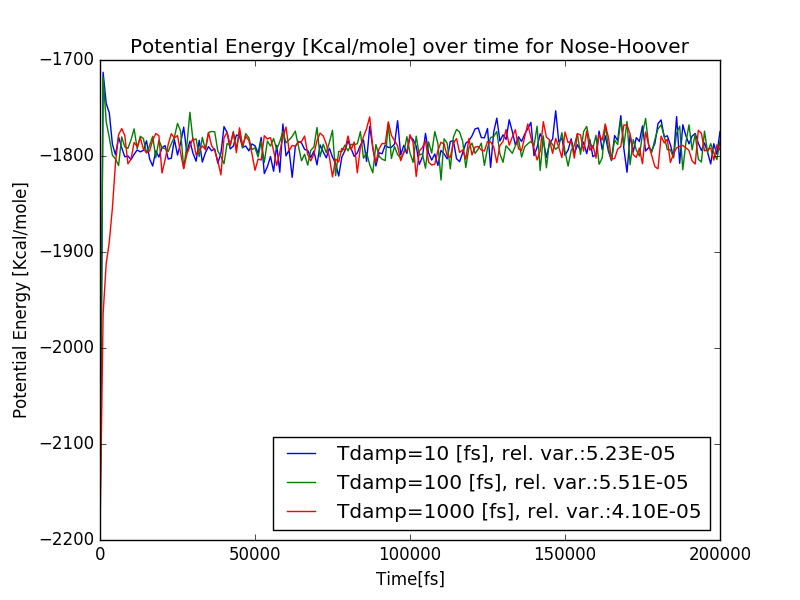 Potential Energy [Kcal/mole] over time for Nose-Hoover
−1700
−1800
−1900
−2000
−2100
−2200
Potential Energy [Kcal/mole]
Tdamp=10 [fs], rel. var.:5.23E-05
Tdamp=100 [fs], rel. var.:5.51E-05
Tdamp=1000 [fs], rel. var.:4.10E-05
0 50000 100000 150000 200000
Time[fs]